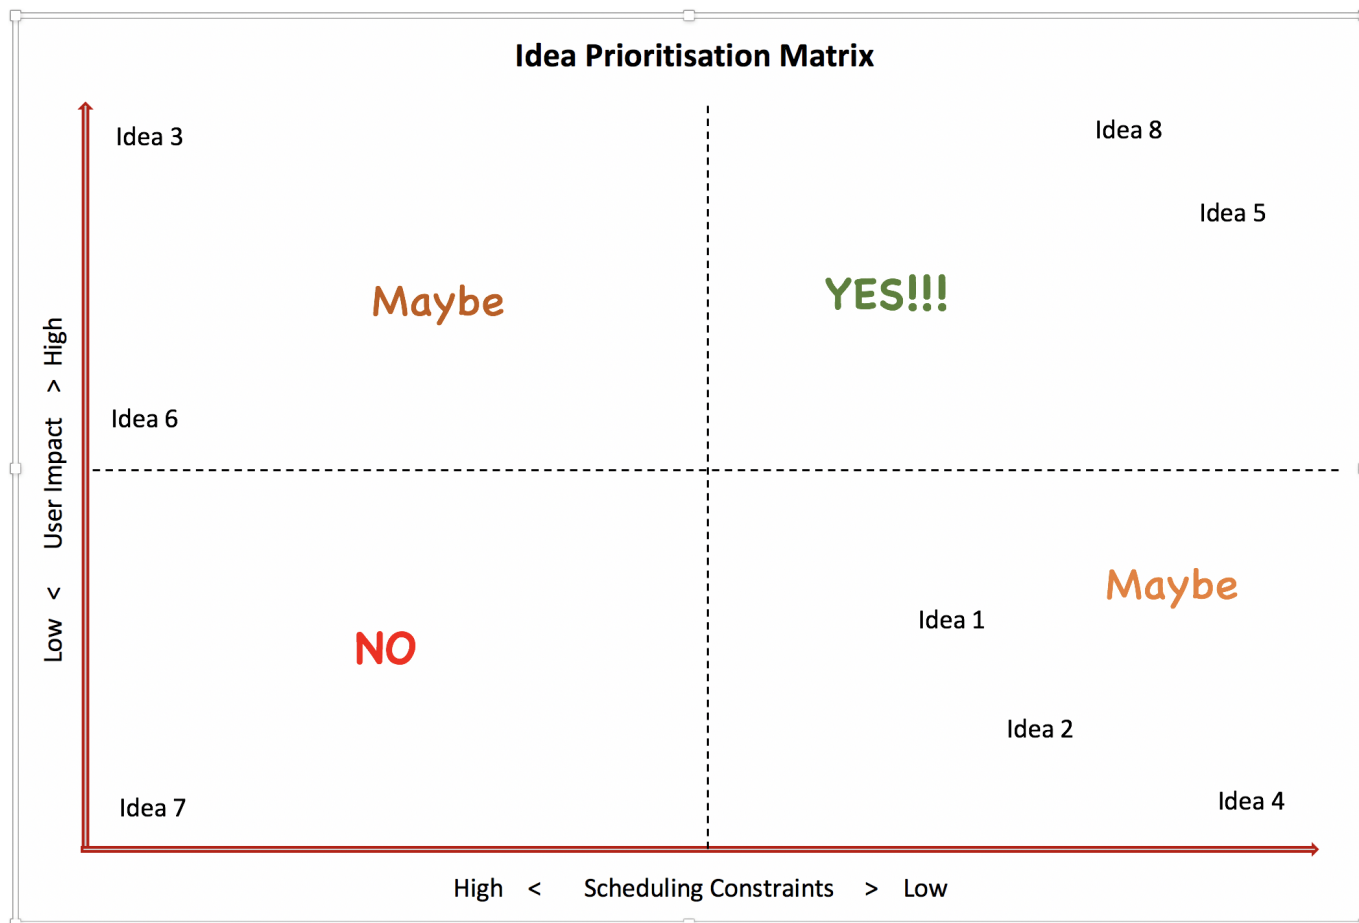 Idea Prioritisation Matrix
Idea 3
Idea 8
Idea 5
Maybe
YES!!!
Idea 6
Low < User Impact > High
Maybe
Idea 1
NO
Idea 2
Idea 7
Idea 4
High < Scheduling Constraints > Low